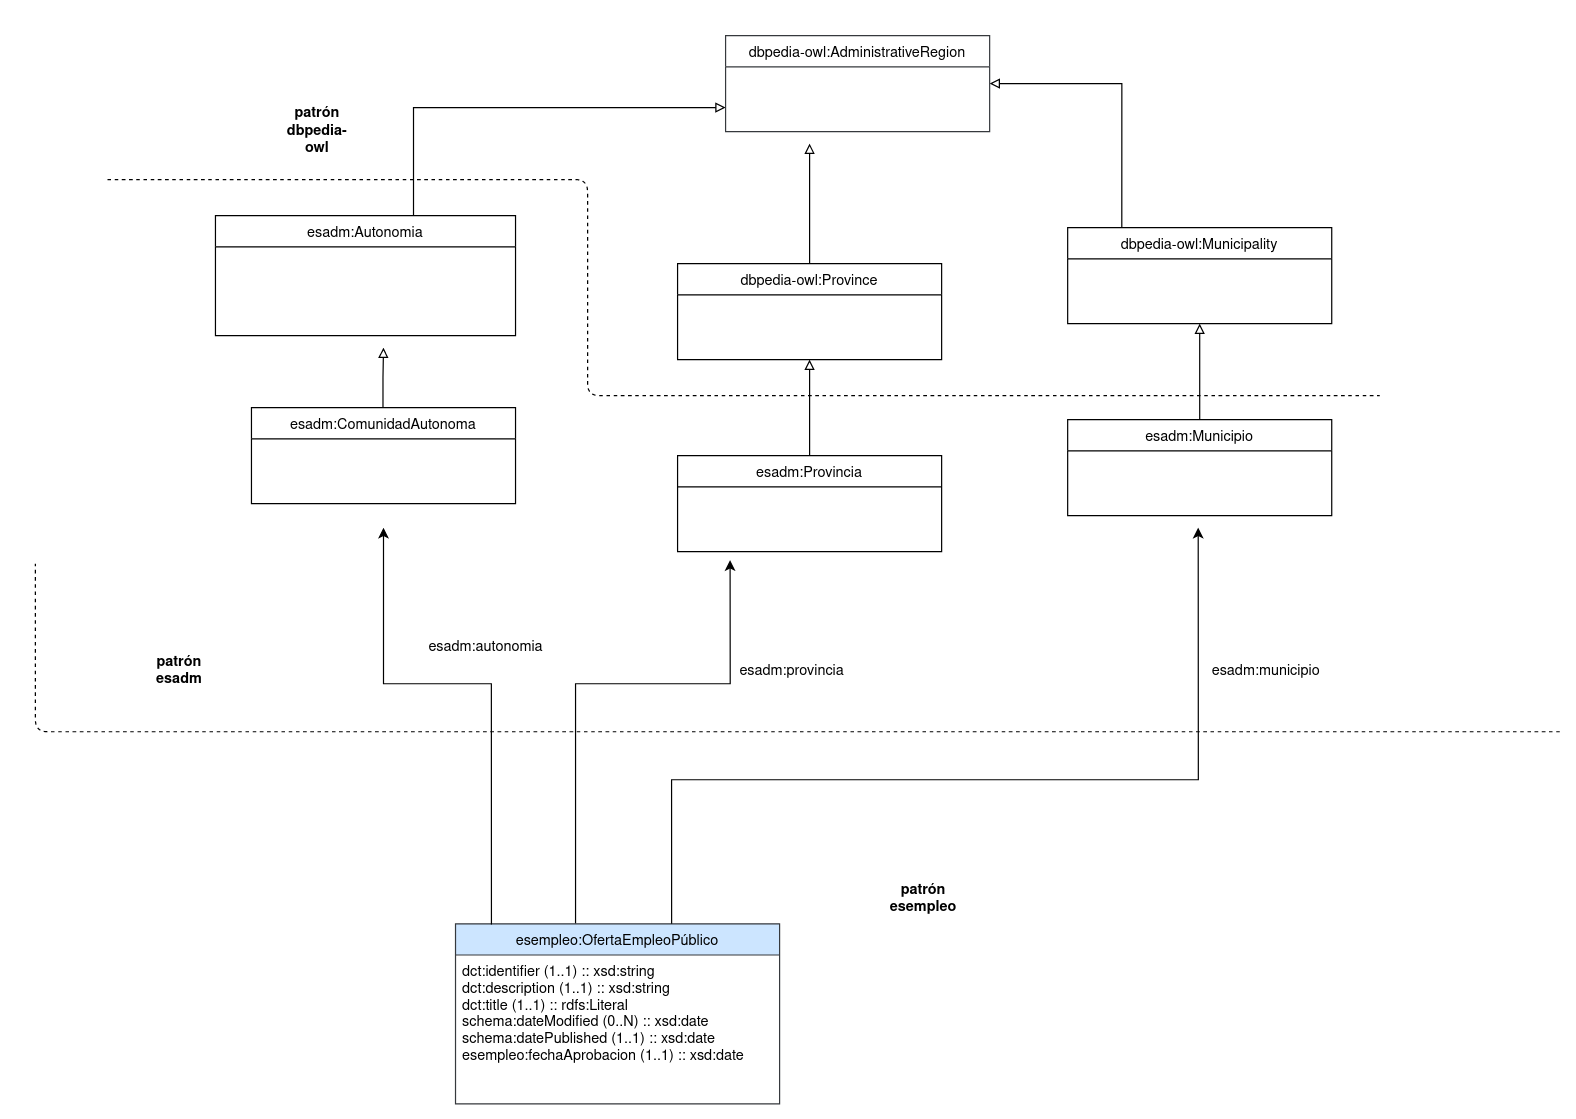 dbpedia-owl:AdministrativeRegion
patrón
dbpedia-
owl
esadm:Autonomia
dbpedia-owl:Municipality
dbpedia-owl:Province
esadm:ComunidadAutonoma
esadm:Municipio
esadm:Provincia
esadm:autonomia
patrón
esadm
esadm:provincia
esadm:municipio
patrón
esempleo
esempleo:OfertaEmpleoPúblico
dct:identifier (1..1) :: xsd:string
dct:description (1..1) :: xsd:string
dct:title (1..1) :: rdfs:Literal
schema:dateModified (0..N) :: xsd:date
schema:datePublished (1..1) :: xsd:date
esempleo:fechaAprobacion (1..1) :: xsd:date